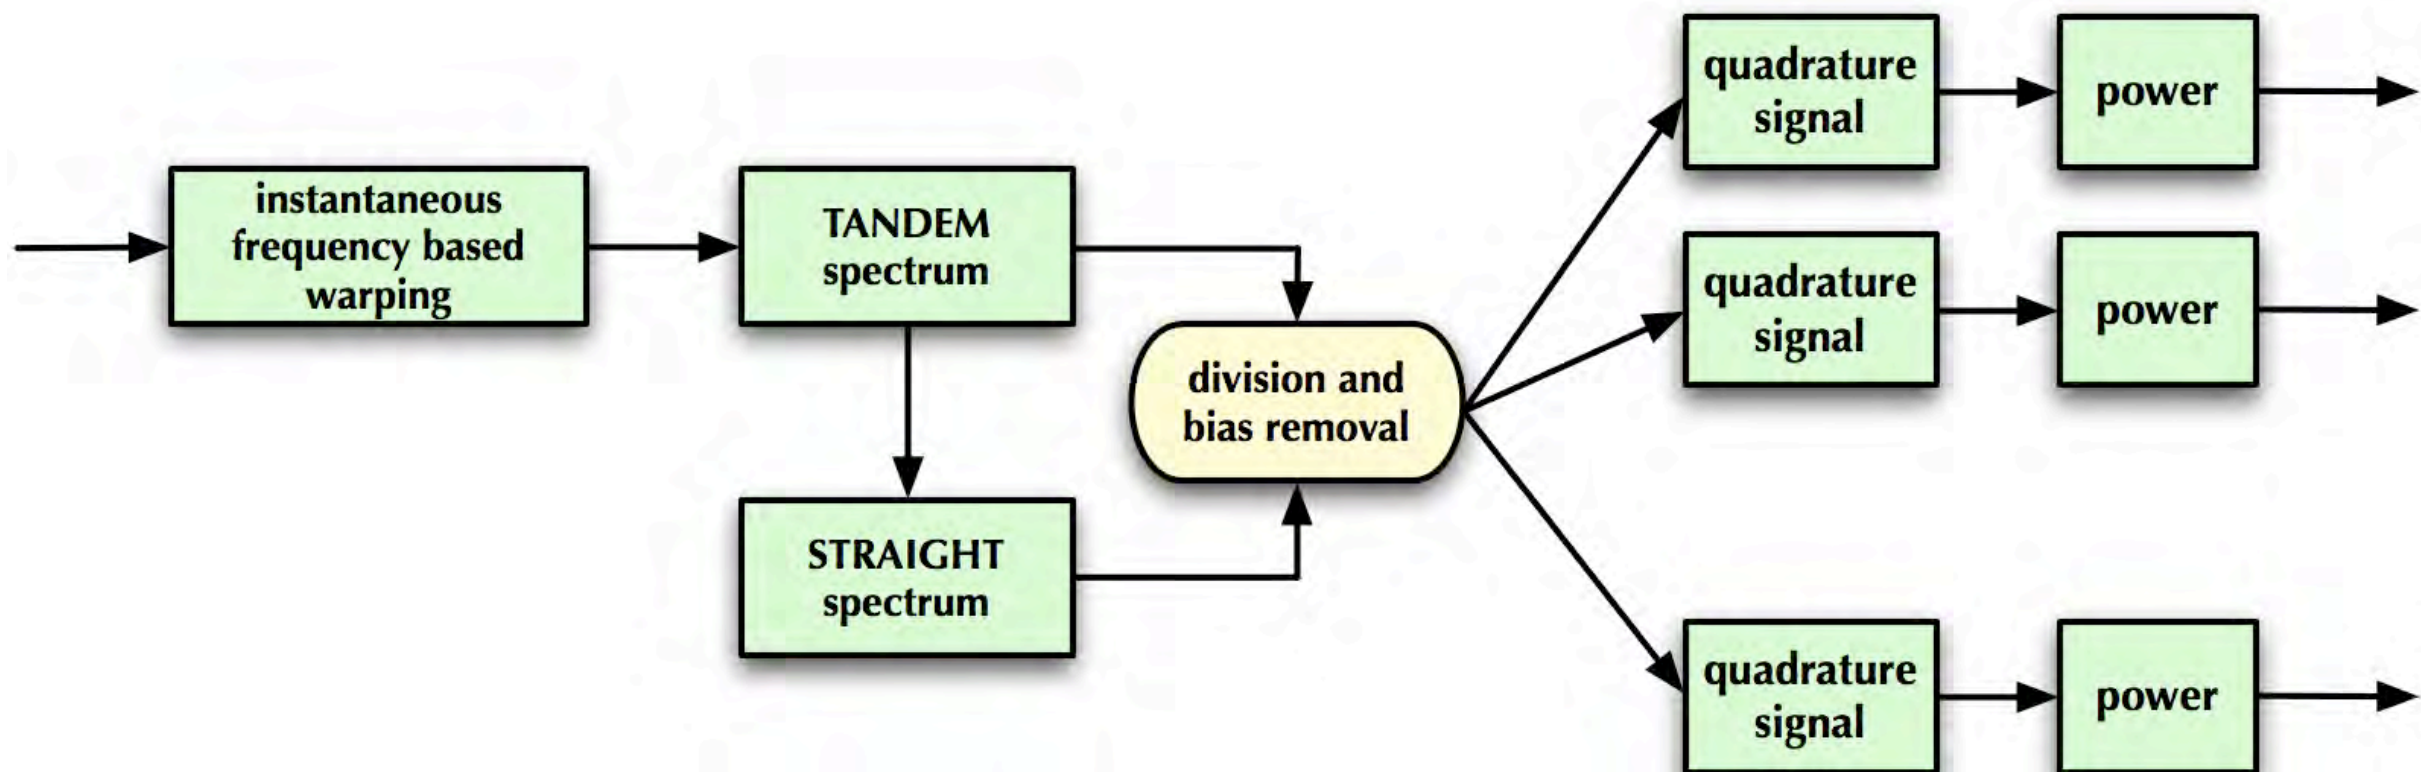 instantaneous
frequency based
warping
TANDEM
spectrum
STRAIGHT
spectrum
division and
bias removal
quadrature
signal
power
quadrature
signal
power
quadrature
signal
power